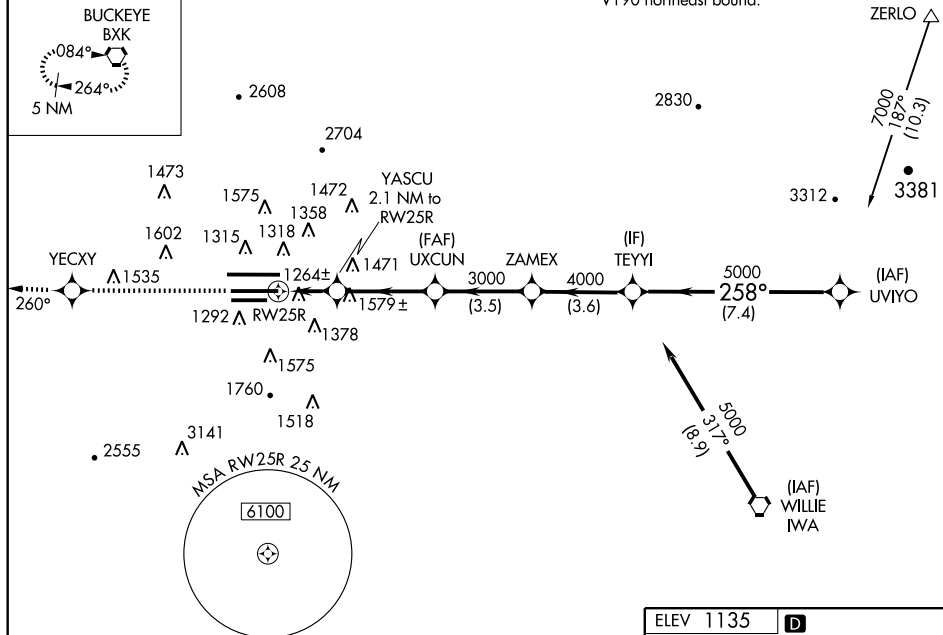 V190 northeast bound.
BUCKEYE
BXK
084°
264°
5 NM
ZERLO
7000
187°
(10.3)
2608
2830
2704
3381
3312
1473
1575
1472
YASCU
2.1 NM to
RW25R
1358
1602
1315
1318
(FAF)
UXCUN
ZAMEX
(IF)
TEYYI
YECXY
1535
1264±
1471
3000
(3.5)
4000
(3.6)
5000
258°
(7.4)
(IAF)
UVIYO
260°
RW25R
1579±
1292
1378
1575
1760
1518
5000
317°
(8.9)
2555
3141
(IAF)
WILLIE
IWA
MSA RW25R 25 NM
6100
ELEV 1135 D